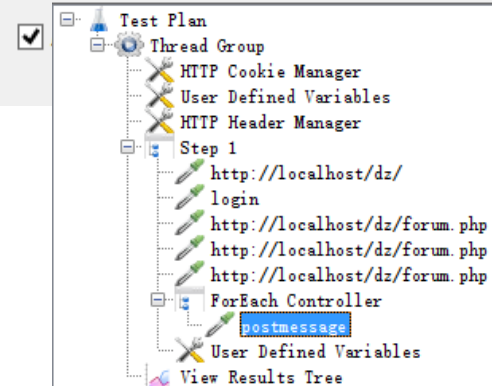 Test Plan
Thread Group
HTTP Cookie Manager
User Defined Variables
HTTP Header Manager
Step 1
http://localhost/dz/
login
http://localhost/dz/forum.php
http://localhost/dz/forum.php
http://localhost/dz/forum.php
ForEach Controller
postmessage
User Defined Variables
View Results Tree